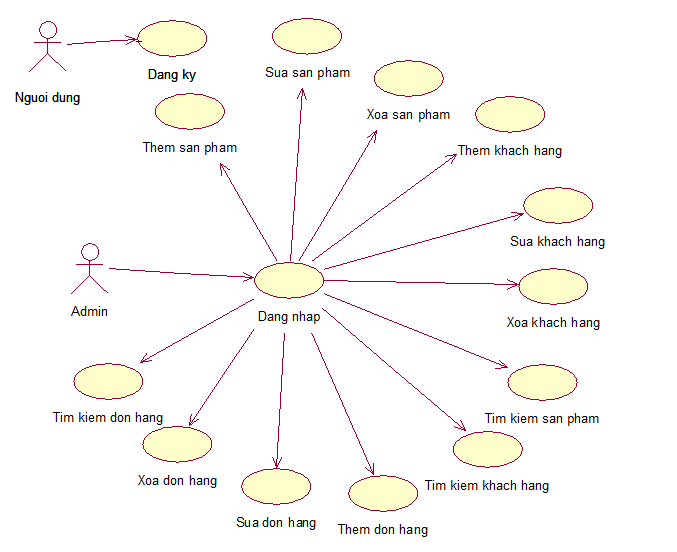 Dang ky
Sua san pham
Nguoi dung
Xoa san pham
Them san pham
Them khach hang
Sua khach hang
Admin
Dang nhap
Xoa khach hang
Tim kiem don hang
Tim kiem san pham
Xoa don hang
Tim kiem khach hang
Sua don hang
Them don hang